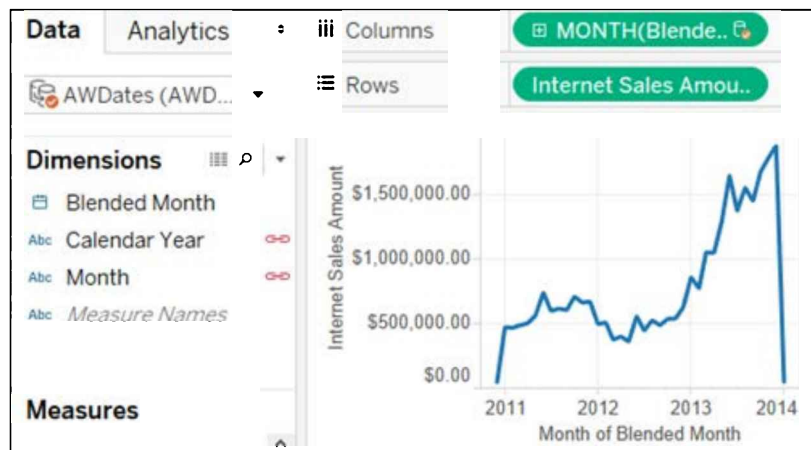 Data Analytics
iii Columns MONTH(Blende..
Rows Internet Sales Amou..
AWDates (AWD...
Dimensions
Blended Month
Abc Calendar Year
Abc Month
Abc Measure Names
Measures
Internet Sales Amount
$1,500,000.00
$1,000,000.00
$500,000.00
$0.00
2011 2012 2013 2014
Month of Blended Month